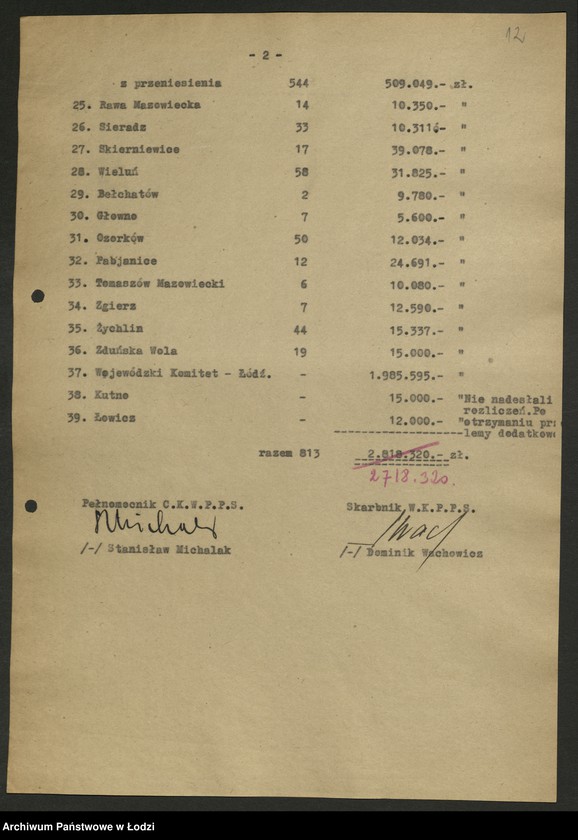 12
- 2 -
z przeniesienia 544 509.049.- zł.
25. Rawa Mazowiecka 14 10.350.- "
26. Sieradz 33 10.311.- "
27. Skierniewice 17 39.078.- "
28. Wieluń 58 31.825.- "
29. Bełchatów 2 9.780.- "
30. Głowno 7 5.600.- "
31. Ozorków 50 12.034.- "
32. Pabjanice 12 24.691.- "
33. Tomaszów Mazowiecki 6 10.080.- "
34. Zgierz 7 12.590.- "
35. Żychlin 44 15.337.- "
36. Zduńska Wola 19 15.000.- "
37. Wojewódzki Komitet - Łódź. - 1.985.595.- "
38. Kutno - 15.000.- "Nie nadesłali
rozliczeń.Po
39. Łowicz - 12.000.- "otrzymaniu prz
lemy dodatkowo
razem 813 2.818.320.- zł.
2718.320.
Pełnomocnik C.K.W.P.P.S. Skarbnik W.K.P.P.S.
/-/ Stanisław Michalak /-/ Dominik Wachowicz
Archiwum Państwowe w Łodzi